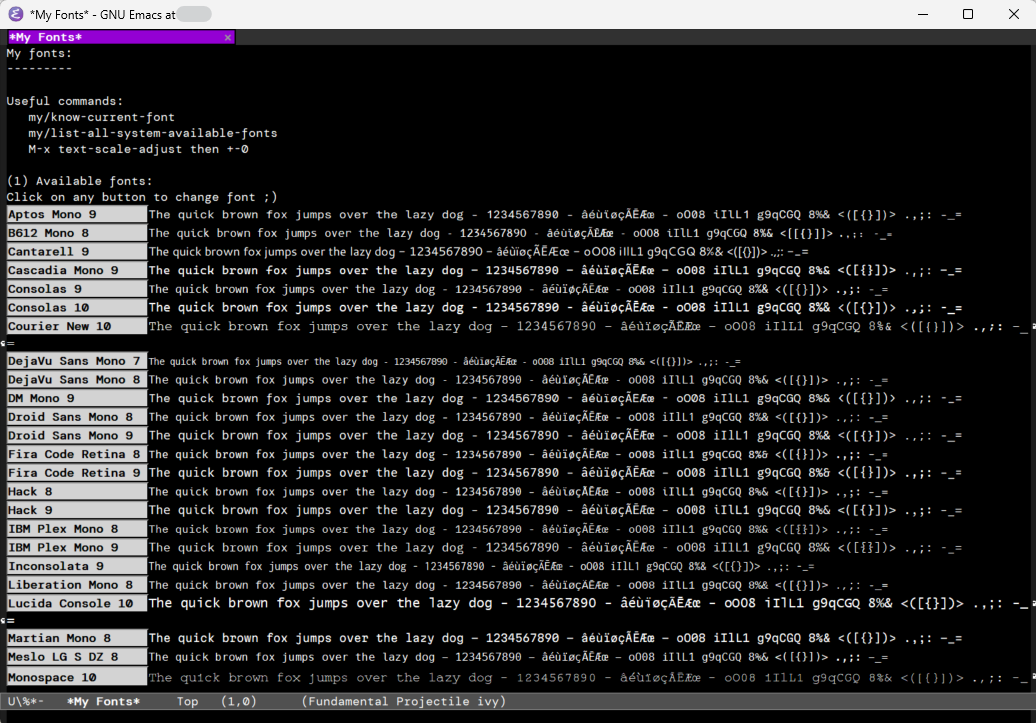 *My Fonts* - GNU Emacs at
*My Fonts* ×
My fonts:
---------
Useful commands:
my/know-current-font
my/list-all-system-available-fonts
M-x text-scale-adjust then +-0
(1) Available fonts:
Click on any button to change font ;)
Aptos Mono 9 The quick brown fox jumps over the lazy dog - 1234567890 - âéùïøçÃÊÆœ - oO08 iIlL1 g9qCGQ 8%& <([{}])> .,;: -_=
B612 Mono 8 The quick brown fox jumps over the lazy dog - 1234567890 - âéùïøçÃÊÆœ - oO08 iIlL1 g9qCGQ 8%& <([{}])> .,;: -_=
Cantarell 9 The quick brown fox jumps over the lazy dog - 1234567890 - âéùïøçÃÊÆœ - oO08 iIlL1 g9qCGQ 8%& <([{}])> .,;: -_=
Cascadia Mono 9 The quick brown fox jumps over the lazy dog - 1234567890 - âéùïøçÃÊÆœ - oO08 iIlL1 g9qCGQ 8%& <([{}])> .,;: -_=
Consolas 9 The quick brown fox jumps over the lazy dog - 1234567890 - âéùïøçÃÊÆœ - oO08 iIlL1 g9qCGQ 8%& <([{}])> .,;: -_=
Consolas 10 The quick brown fox jumps over the lazy dog - 1234567890 - âéùïøçÃÊÆœ - oO08 iIlL1 g9qCGQ 8%& <([{}])> .,;: -_=
Courier New 10 The quick brown fox jumps over the lazy dog - 1234567890 - âéùïøçÃÊÆœ - oO08 iIlL1 g9qCGQ 8%& <([{}])> .,;: -_
=
DejaVu Sans Mono 7 The quick brown fox jumps over the lazy dog - 1234567890 - âéùïøçÃÊÆœ - oO08 iIlL1 g9qCGQ 8%& <([{}])> .,;: -_=
DejaVu Sans Mono 8 The quick brown fox jumps over the lazy dog - 1234567890 - âéùïøçÃÊÆœ - oO08 iIlL1 g9qCGQ 8%& <([{}])> .,;: -_=
DM Mono 9 The quick brown fox jumps over the lazy dog - 1234567890 - âéùïøçÃÊÆœ - oO08 iIlL1 g9qCGQ 8%& <([{}])> .,;: -_=
Droid Sans Mono 8 The quick brown fox jumps over the lazy dog - 1234567890 - âéùïøçÃÊÆœ - oO08 iIlL1 g9qCGQ 8%& <([{}])> .,;: -_=
Droid Sans Mono 9 The quick brown fox jumps over the lazy dog - 1234567890 - âéùïøçÃÊÆœ - oO08 iIlL1 g9qCGQ 8%& <([{}])> .,;: -_=
Fira Code Retina 8 The quick brown fox jumps over the lazy dog - 1234567890 - âéùïøçÃÊÆœ - oO08 iIlL1 g9qCGQ 8%& <([{}])> .,;: -_=
Fira Code Retina 9 The quick brown fox jumps over the lazy dog - 1234567890 - âéùïøçÃÊÆœ - oO08 iIlL1 g9qCGQ 8%& <([{}])> .,;: -_=
Hack 8 The quick brown fox jumps over the lazy dog - 1234567890 - âéùïøçÃÊÆœ - oO08 iIlL1 g9qCGQ 8%& <([{}])> .,;: -_=
Hack 9 The quick brown fox jumps over the lazy dog - 1234567890 - âéùïøçÃÊÆœ - oO08 iIlL1 g9qCGQ 8%& <([{}])> .,;: -_=
IBM Plex Mono 8 The quick brown fox jumps over the lazy dog - 1234567890 - âéùïøçÃÊÆœ - oO08 iIlL1 g9qCGQ 8%& <([{}])> .,;: -_=
IBM Plex Mono 9 The quick brown fox jumps over the lazy dog - 1234567890 - âéùïøçÃÊÆœ - oO08 iIlL1 g9qCGQ 8%& <([{}])> .,;: -_=
Inconsolata 9 The quick brown fox jumps over the lazy dog - 1234567890 - âéùïøçÃÊÆœ - oO08 iIlL1 g9qCGQ 8%& <([{}])> .,;: -_=
Liberation Mono 8 The quick brown fox jumps over the lazy dog - 1234567890 - âéùïøçÃÊÆœ - oO08 iIlL1 g9qCGQ 8%& <([{}])> .,;: -_=
Lucida Console 10 The quick brown fox jumps over the lazy dog - 1234567890 - âéùïøçÃÊÆœ - oO08 iIlL1 g9qCGQ 8%& <([{}])> .,;: -_
=
Martian Mono 8 The quick brown fox jumps over the lazy dog - 1234567890 - âéùïøçÃÊÆœ - oO08 iIlL1 g9qCGQ 8%& <([{}])> .,;: -_=
Meslo LG S DZ 8 The quick brown fox jumps over the lazy dog - 1234567890 - âéùïøçÃÊÆœ - oO08 iIlL1 g9qCGQ 8%& <([{}])> .,;: -_=
Monospace 10 The quick brown fox jumps over the lazy dog - 1234567890 - âéùïøçÃÊÆœ - oO08 iIlL1 g9qCGQ 8%& <([{}])> .,;: -_
U\%*- *My Fonts* Top (1,0) (Fundamental Projectile ivy)